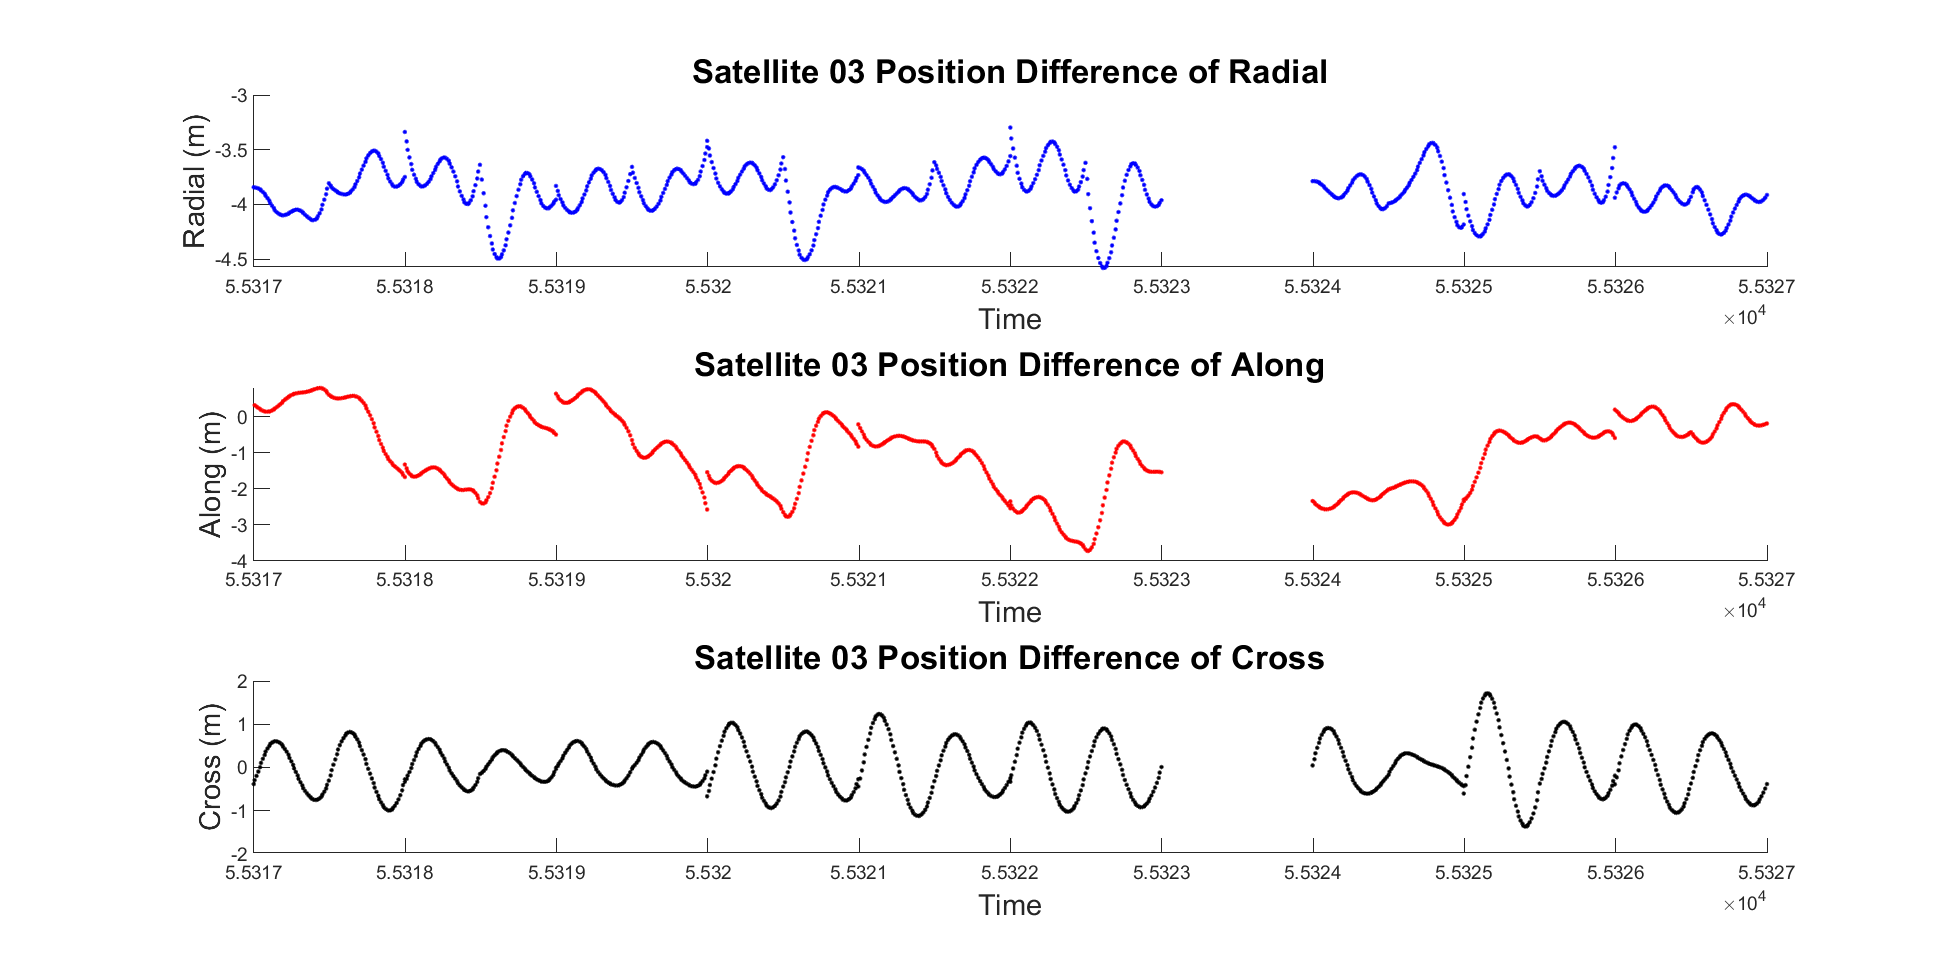 Satellite 03 Position Difference of Radial
Radial (m)
-3
-3.5
-4
-4.5
5.5317 5.5318 5.5319 5.532 5.5321 5.5322 5.5323 5.5324 5.5325 5.5326 5.5327
Time
×10^4
Satellite 03 Position Difference of Along
Along (m)
0
-1
-2
-3
-4
5.5317 5.5318 5.5319 5.532 5.5321 5.5322 5.5323 5.5324 5.5325 5.5326 5.5327
Time
×10^4
Satellite 03 Position Difference of Cross
Cross (m)
2
1
0
-1
-2
5.5317 5.5318 5.5319 5.532 5.5321 5.5322 5.5323 5.5324 5.5325 5.5326 5.5327
Time
×10^4